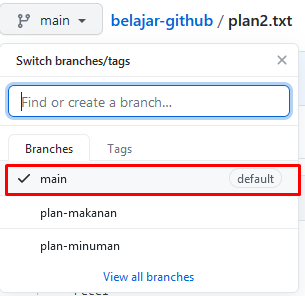 main belajar-github / plan2.txt
Switch branches/tags
Find or create a branch...
Branches Tags
main default
plan-makanan
plan-minuman
View all branches